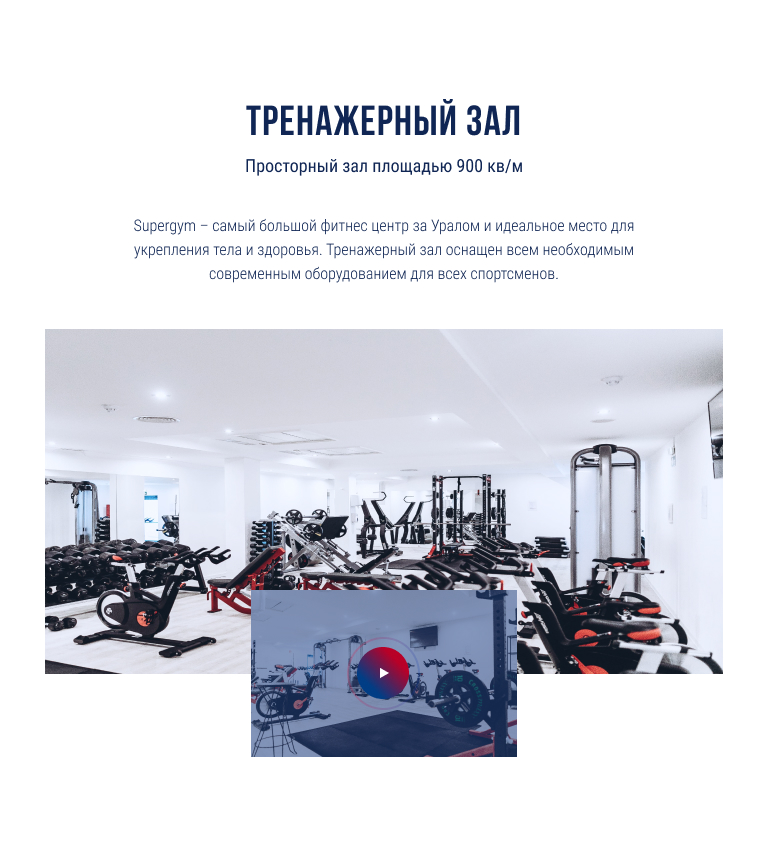 ТРЕНАЖЕРНЫЙ ЗАЛ
Просторный зал площадью 900 кв/м
Supergym – самый большой фитнес центр за Уралом и идеальное место для
укрепления тела и здоровья. Тренажерный зал оснащен всем необходимым
современным оборудованием для всех спортсменов.